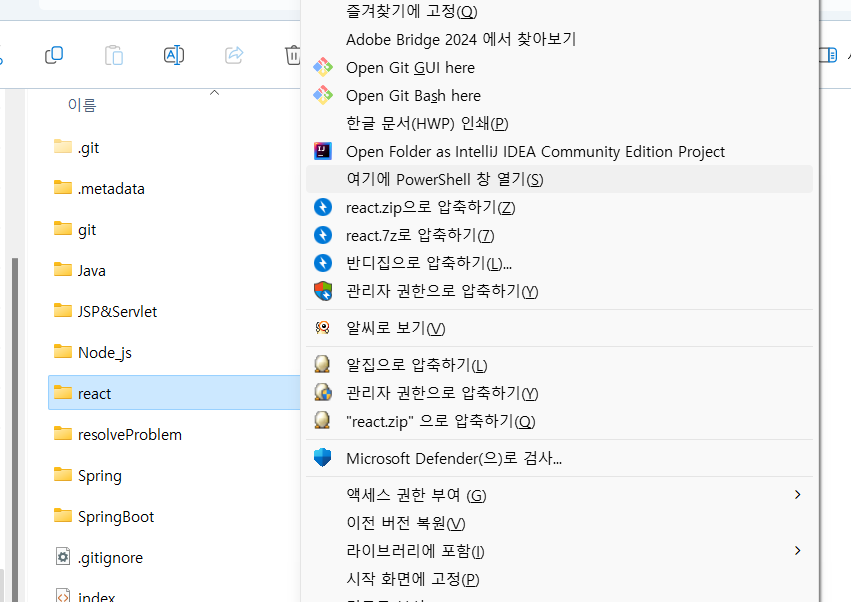 이름
.git
.metadata
git
Java
JSP&Servlet
Node_js
react
resolveProblem
Spring
SpringBoot
.gitignore
index
즐겨찾기에 고정(Q)
Adobe Bridge 2024 에서 찾아보기
Open Git GUI here
Open Git Bash here
한글 문서(HWP) 인쇄(P)
Open Folder as IntelliJ IDEA Community Edition Project
여기에 PowerShell 창 열기(S)
react.zip으로 압축하기(Z)
react.7z로 압축하기(7)
반디집으로 압축하기(L)...
관리자 권한으로 압축하기(Y)
알씨로 보기(V)
알집으로 압축하기(L)
관리자 권한으로 압축하기(Y)
"react.zip" 으로 압축하기(Q)
Microsoft Defender(으)로 검사...
액세스 권한 부여 (G)
이전 버전 복원(V)
라이브러리에 포함(I)
시작 화면에 고정(P)